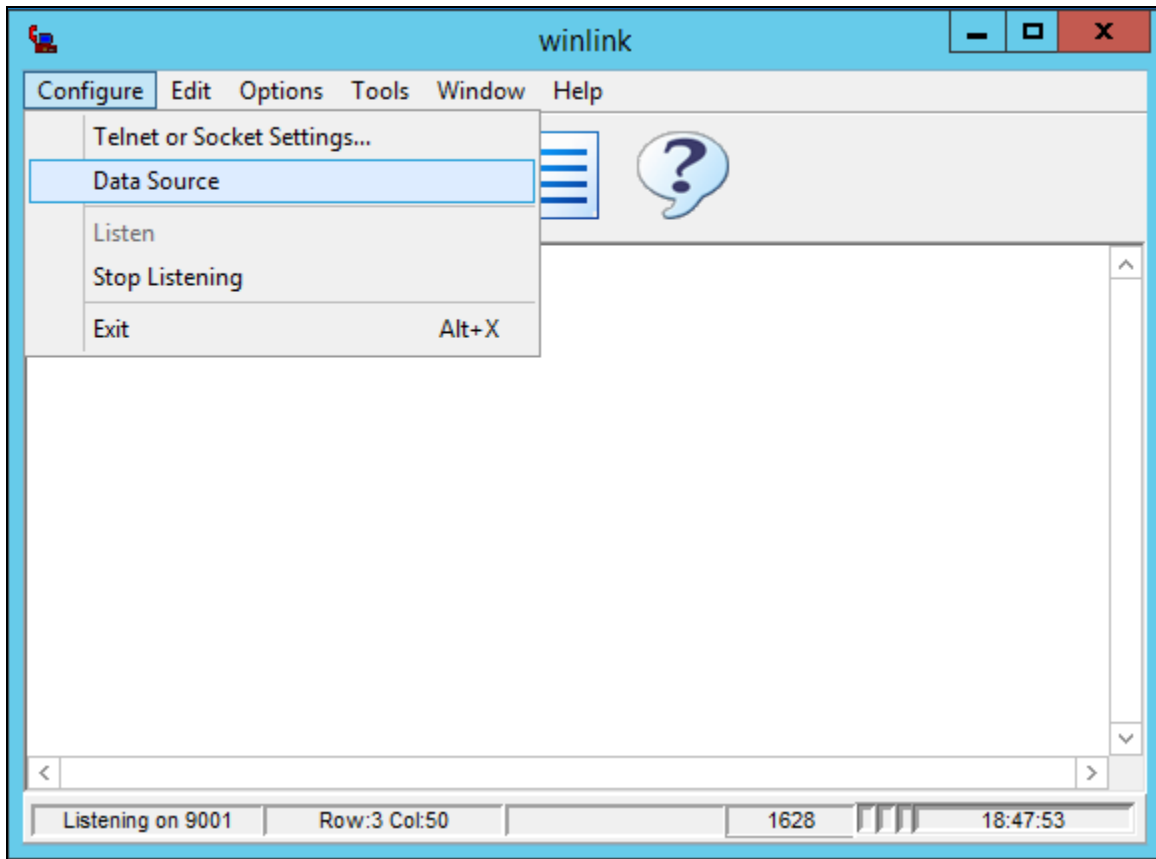 winlink
Configure Edit Options Tools Window Help
Telnet or Socket Settings...
Data Source
Listen
Stop Listening
Exit Alt+X
Listening on 9001 Row:3 Col:50 1628 18:47:53